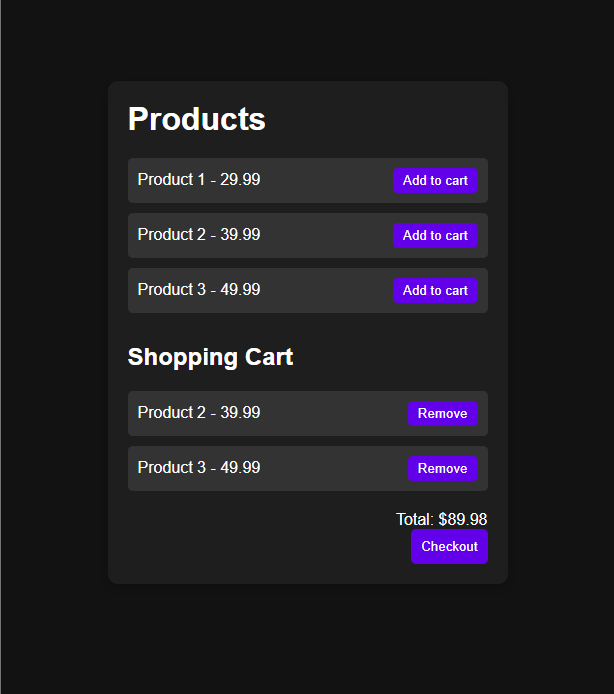 Products
Product 1 - 29.99 Add to cart
Product 2 - 39.99 Add to cart
Product 3 - 49.99 Add to cart
Shopping Cart
Product 2 - 39.99 Remove
Product 3 - 49.99 Remove
Total: $89.98
Checkout